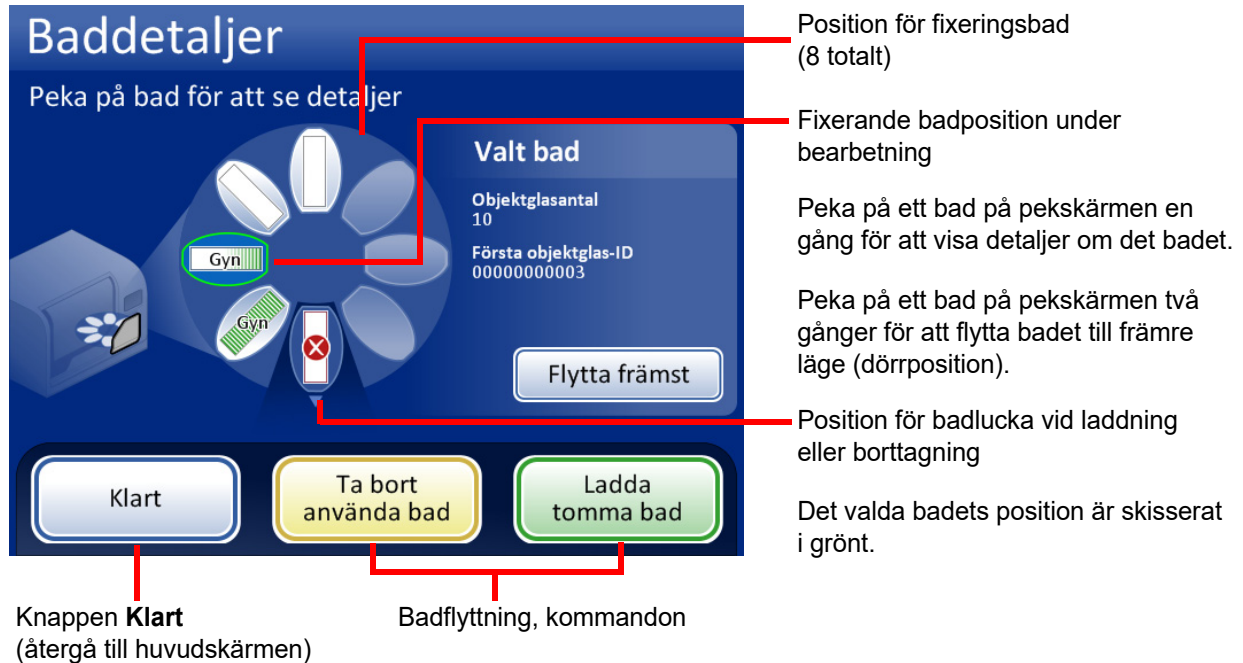 Baddetaljer
Peka på bad för att se detaljer
Gyn
Gyn
Valt bad
Objektglasantal
10
Första objektglas-ID
00000000003
Flytta främst
Klart
Ta bort
använda bad
Ladda
tomma bad
Position för fixeringsbad
(8 totalt)
Fixerande badposition under
bearbetning
Peka på ett bad på pekskärmen en
gång för att visa detaljer om det badet.
Peka på ett bad på pekskärmen två
gånger för att flytta badet till främre
läge (dörrposition).
Position för badlucka vid laddning
eller borttagning
Det valda badets position är skisserat
i grönt.
Knappen Klart
(återgå till huvudskärmen)
Badflyttning, kommandon